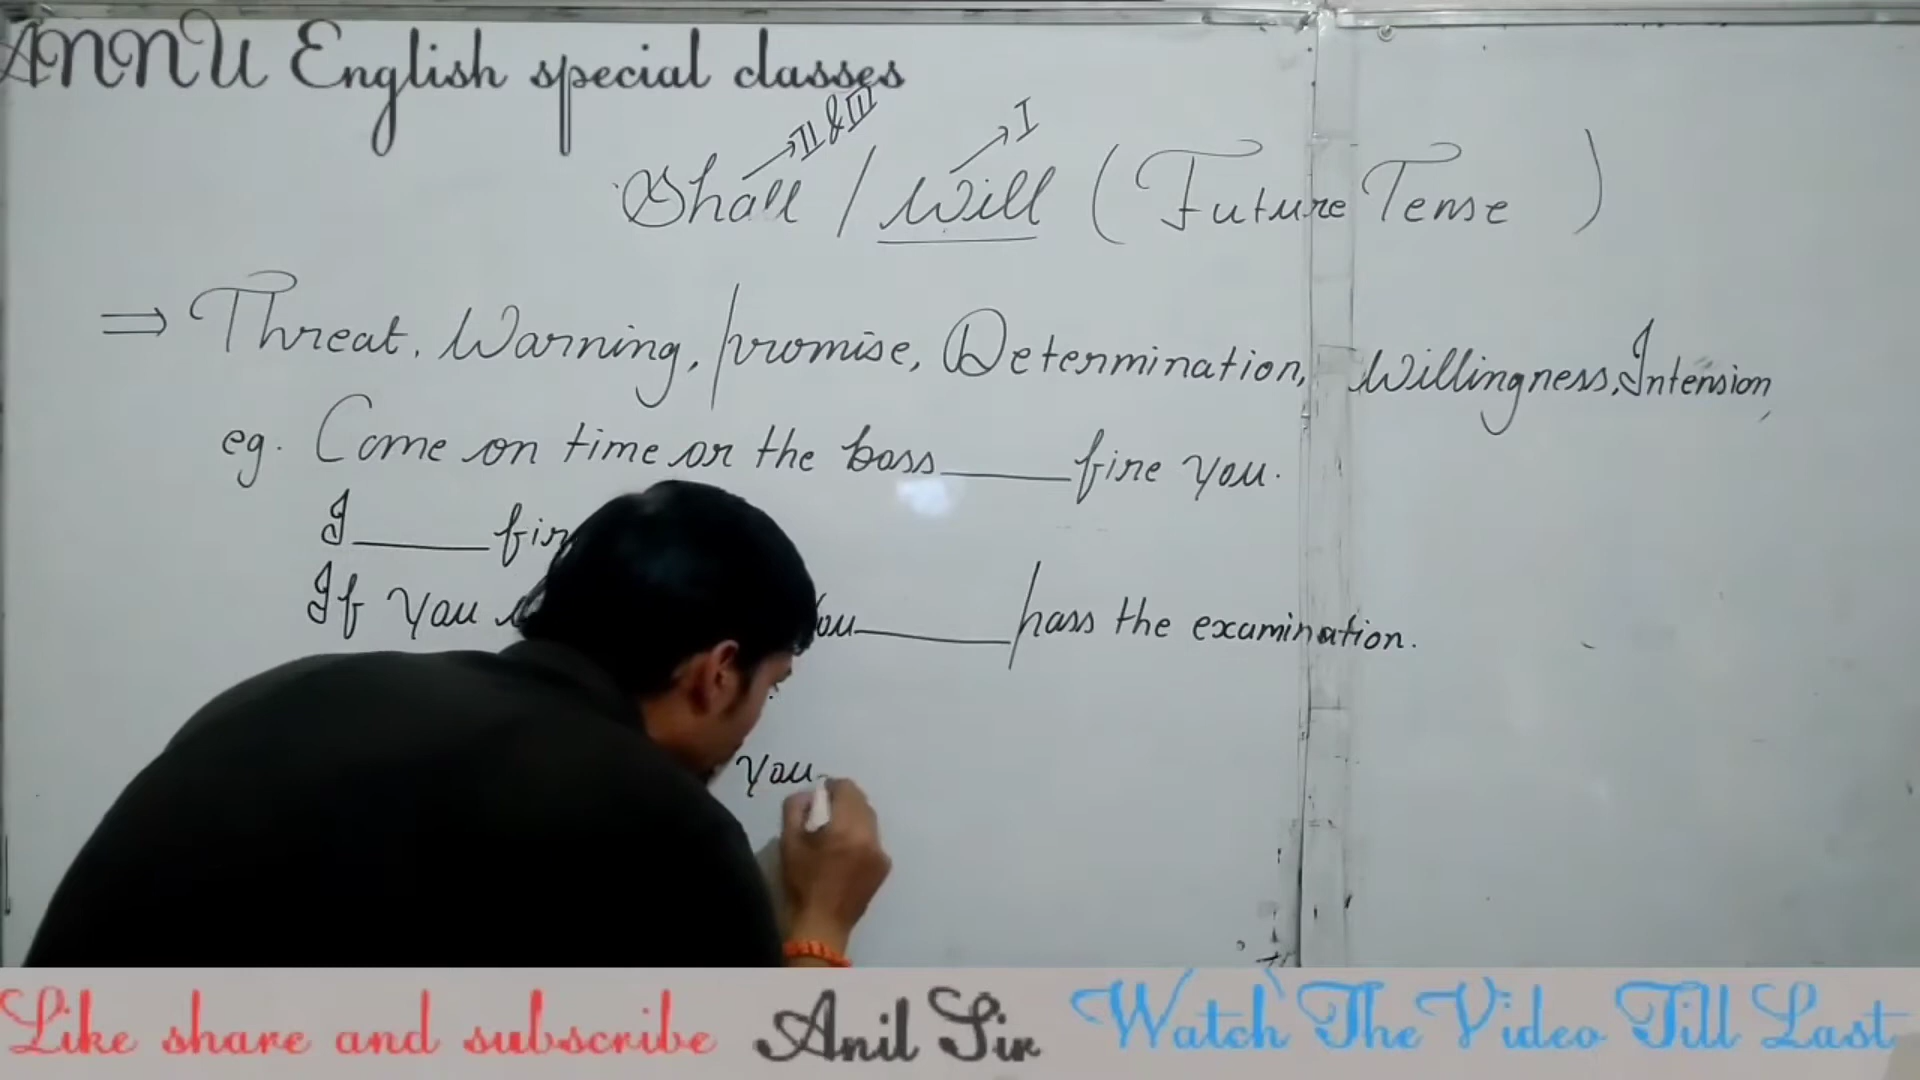 ANNU English special classes
II & III
I
Shall / Will (Future Tense)
⇒ Threat, Warning, promise, Determination, Willingness, Intension,
eg. Come on time or the boss ____ fire you.
I ____
If you ____ pass the examination.
you
Like share and subscribe Anil Sir Watch The Video Till Last